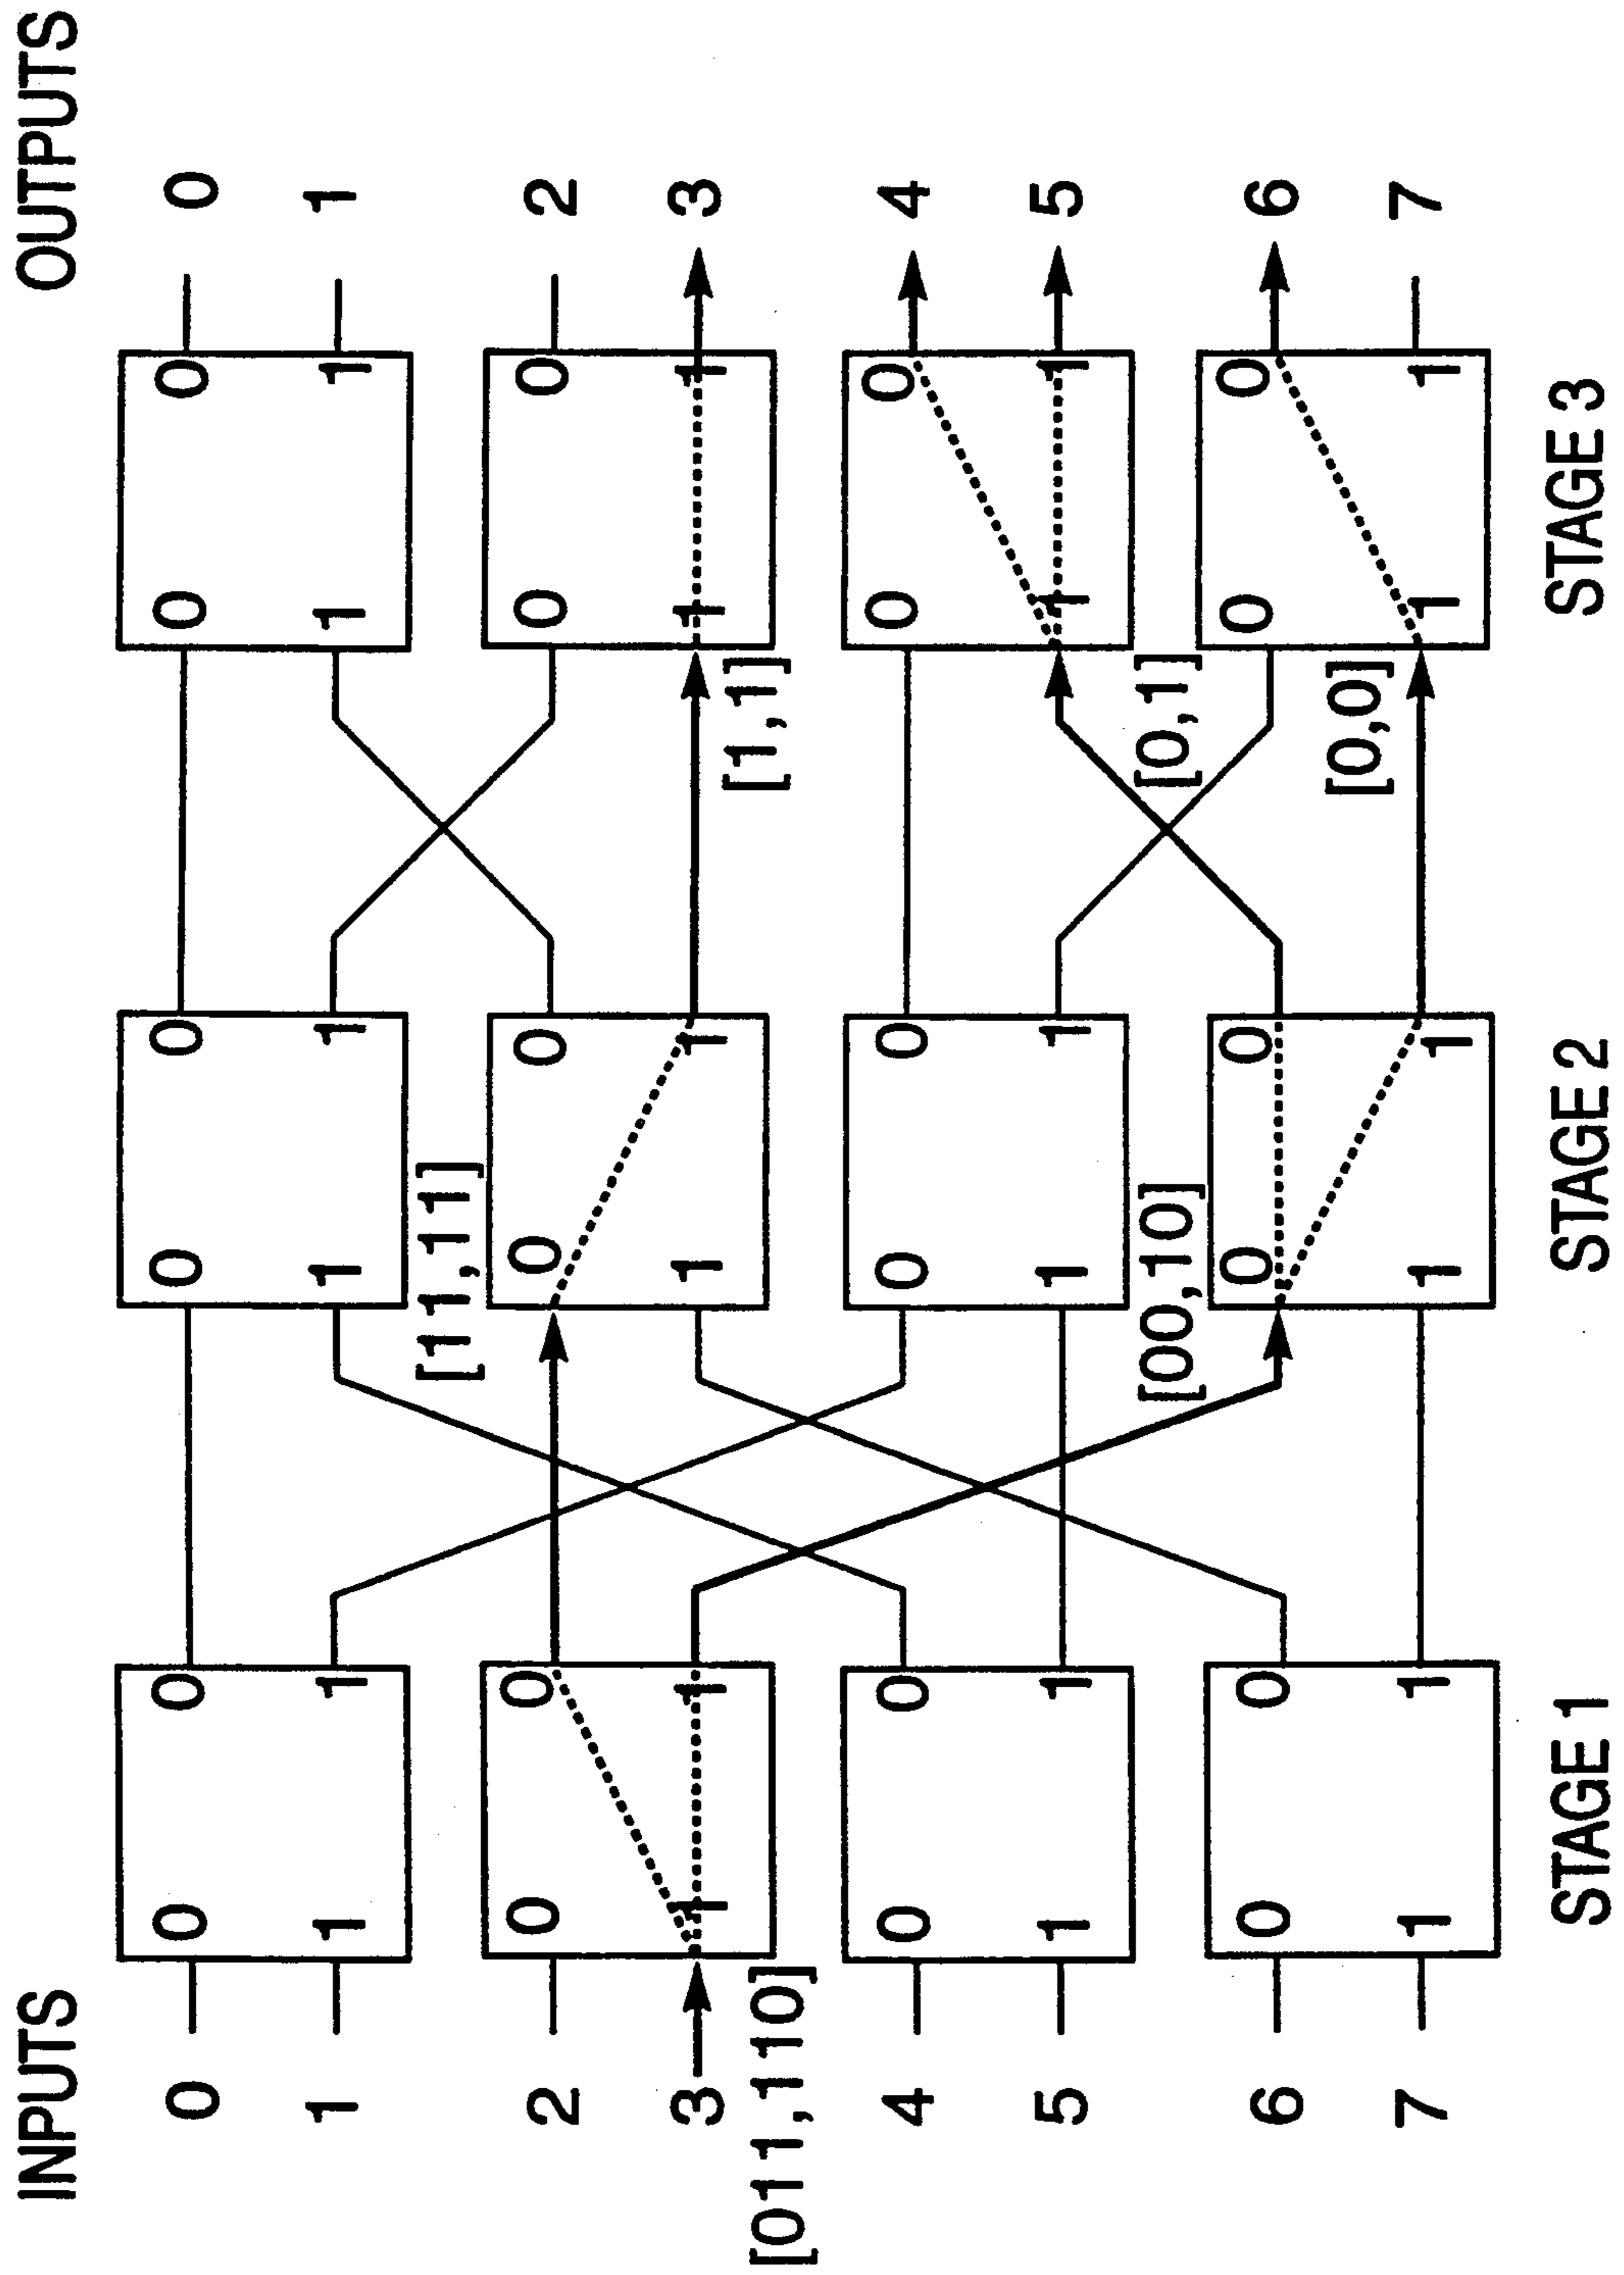 INPUTS OUTPUTS
0 0 0 0 0 0 0 0
1 1 1 1 1 1 1 1
[11,11]
2 0 0 0 0 0 0 2
3 1 1 1 1 1 1 3
[011,110] [1,1]
4 0 0 0 0 0 0 4
5 1 1 1 1 1 1 5
[00,10] [0,1]
6 0 0 0 0 0 0 6
[0,0]
7 1 1 1 1 1 1 7
STAGE 1 STAGE 2 STAGE 3